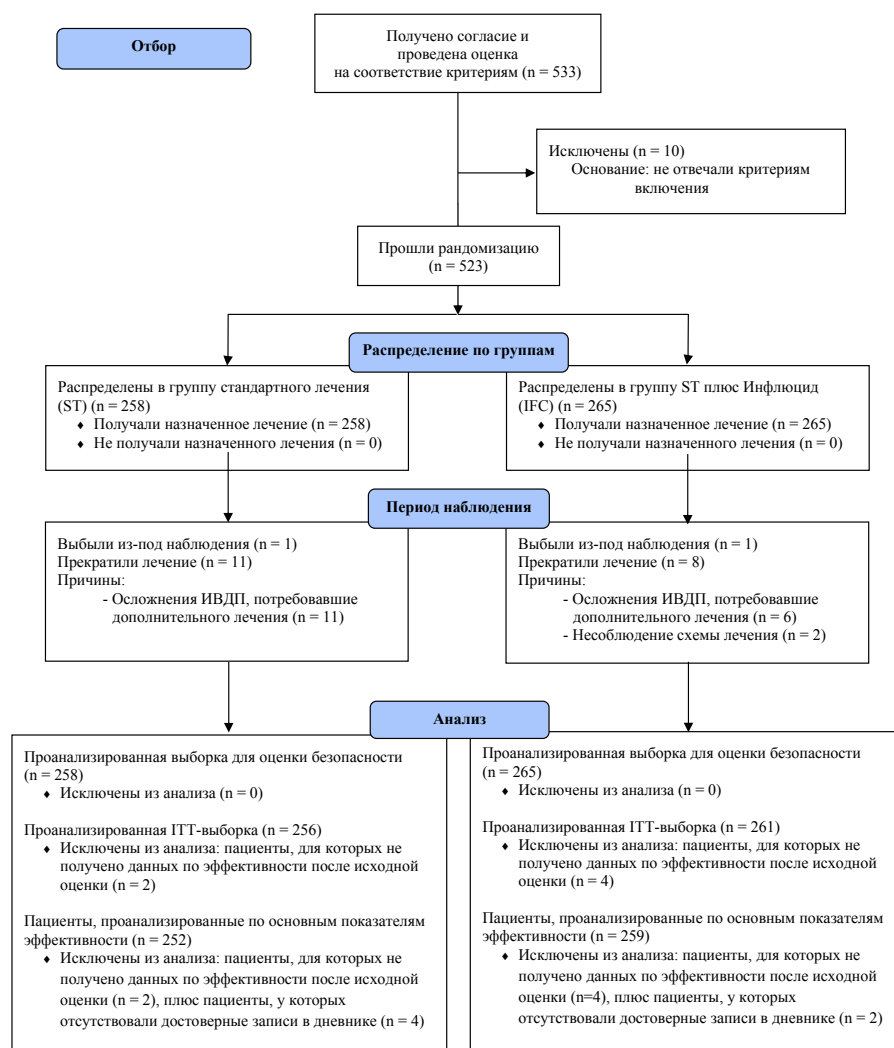 Отбор
Получено согласие и
проведена оценка
на соответствие критериям (n = 533)
Исключены (n = 10)
Основание: не отвечали критериям
включения
Прошли рандомизацию
(n = 523)
Распределение по группам
Распределены в группу стандартного лечения
(ST) (n = 258)
♦ Получали назначенное лечение (n = 258)
♦ Не получали назначенного лечения (n = 0)
Распределены в группу ST плюс Инфлюцид
(IFC) (n = 265)
♦ Получали назначенное лечение (n = 265)
♦ Не получали назначенного лечения (n = 0)
Период наблюдения
Выбыли из-под наблюдения (n = 1)
Прекратили лечение (n = 11)
Причины:
- Осложнения ИВДП, потребовавшие
дополнительного лечения (n = 11)
Выбыли из-под наблюдения (n = 1)
Прекратили лечение (n = 8)
Причины:
- Осложнения ИВДП, потребовавшие
дополнительного лечения (n = 6)
- Несоблюдение схемы лечения (n = 2)
Анализ
Проанализированная выборка для оценки безопасности
(n = 258)
♦ Исключены из анализа (n = 0)
Проанализированная ITT-выборка (n = 256)
♦ Исключены из анализа: пациенты, для которых не
получено данных по эффективности после исходной
оценки (n = 2)
Пациенты, проанализированные по основным показателям
эффективности (n = 252)
♦ Исключены из анализа: пациенты, для которых не
получено данных по эффективности после исходной
оценки (n = 2), плюс пациенты, у которых
отсутствовали достоверные записи в дневнике (n = 4)
Проанализированная выборка для оценки безопасности
(n = 265)
♦ Исключены из анализа (n = 0)
Проанализированная ITT-выборка (n = 261)
♦ Исключены из анализа: пациенты, для которых не
получено данных по эффективности после исходной
оценки (n = 4)
Пациенты, проанализированные по основным показателям
эффективности (n = 259)
♦ Исключены из анализа: пациенты, для которых не
получено данных по эффективности после исходной
оценки (n=4), плюс пациенты, у которых
отсутствовали достоверные записи в дневнике (n = 2)